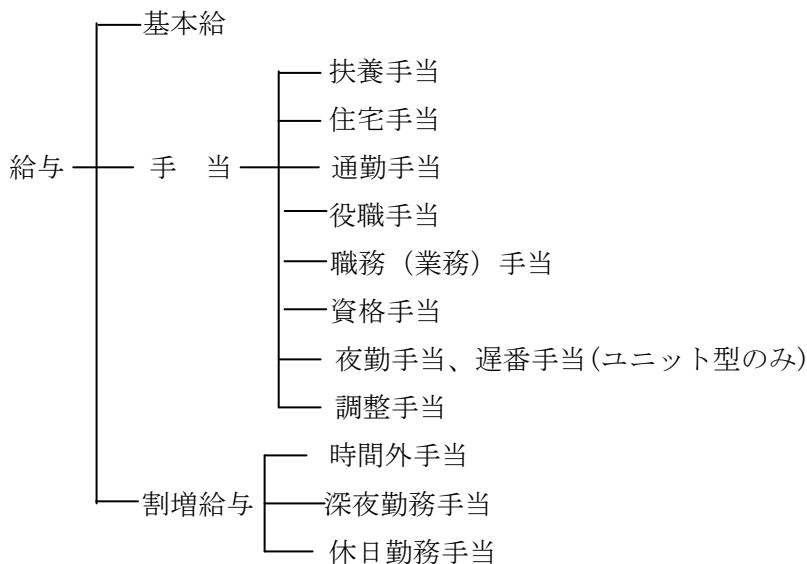 基本給
扶養手当
住宅手当
給与 手 当 通勤手当
役職手当
職務（業務）手当
資格手当
夜勤手当、遅番手当(ユニット型のみ)
調整手当
時間外手当
割増給与 深夜勤務手当
休日勤務手当